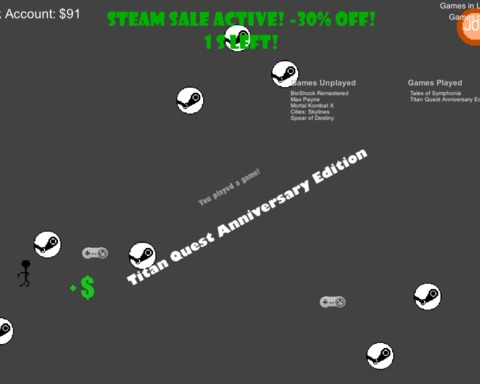 k Account: $91
STEAM SALE ACTIVE! -30% OFF!
1 S LEFT!
Games in L
Games
Games Unplayed
BioShock Remastered
Max Payne
Mortal Kombat X
Cities: Skylines
Spear of Destiny
Games Played
Tales of Symphonia
Titan Quest Anniversary Ed
You played a game!
Titan Quest Anniversary Edition
+$